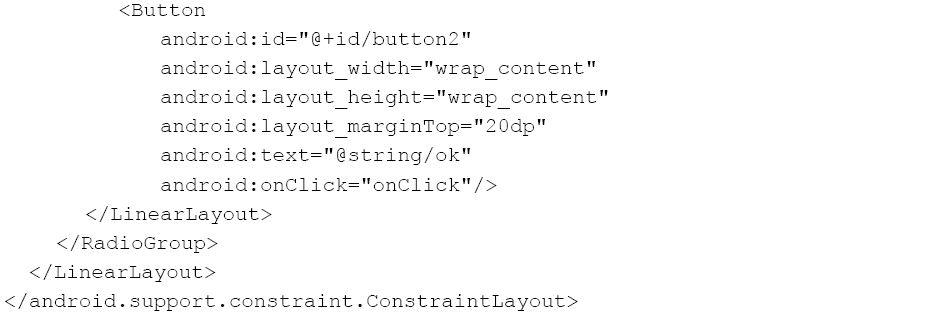 <Button
android:id="@+id/button2"
android:layout_width="wrap_content"
android:layout_height="wrap_content"
android:layout_marginTop="20dp"
android:text="@string/ok"
android:onClick="onClick"/>
</LinearLayout>
</RadioGroup>
</LinearLayout>
</android.support.constraint.ConstraintLayout>